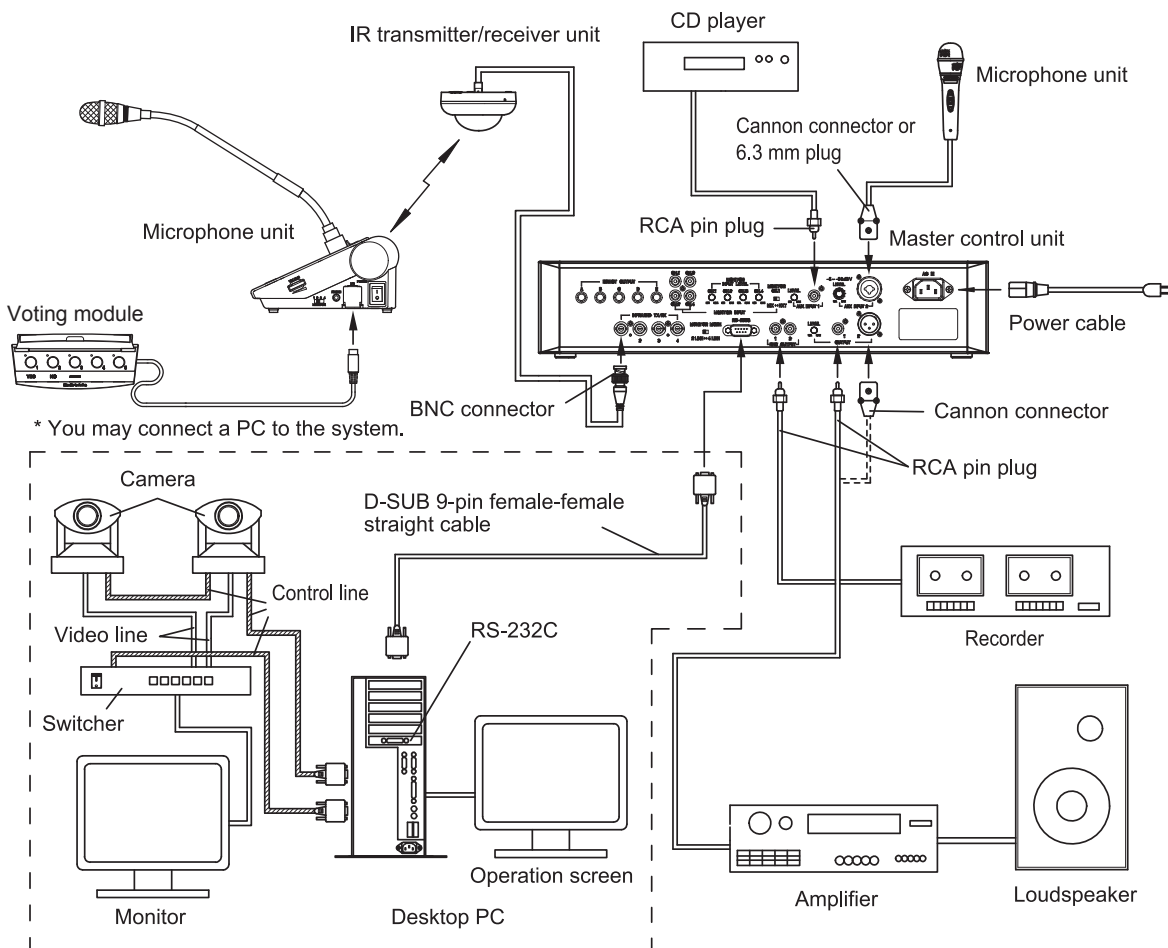 CD player
IR transmitter/receiver unit
Microphone unit
Cannon connector or
6.3 mm plug
RCA pin plug
Microphone unit
Master control unit
Voting module
Power cable
BNC connector
Cannon connector
* You may connect a PC to the system.
RCA pin plug
Camera
D-SUB 9-pin female-female
straight cable
Control line
Video line
RS-232C
Recorder
Switcher
Operation screen
Monitor
Desktop PC
Amplifier
Loudspeaker